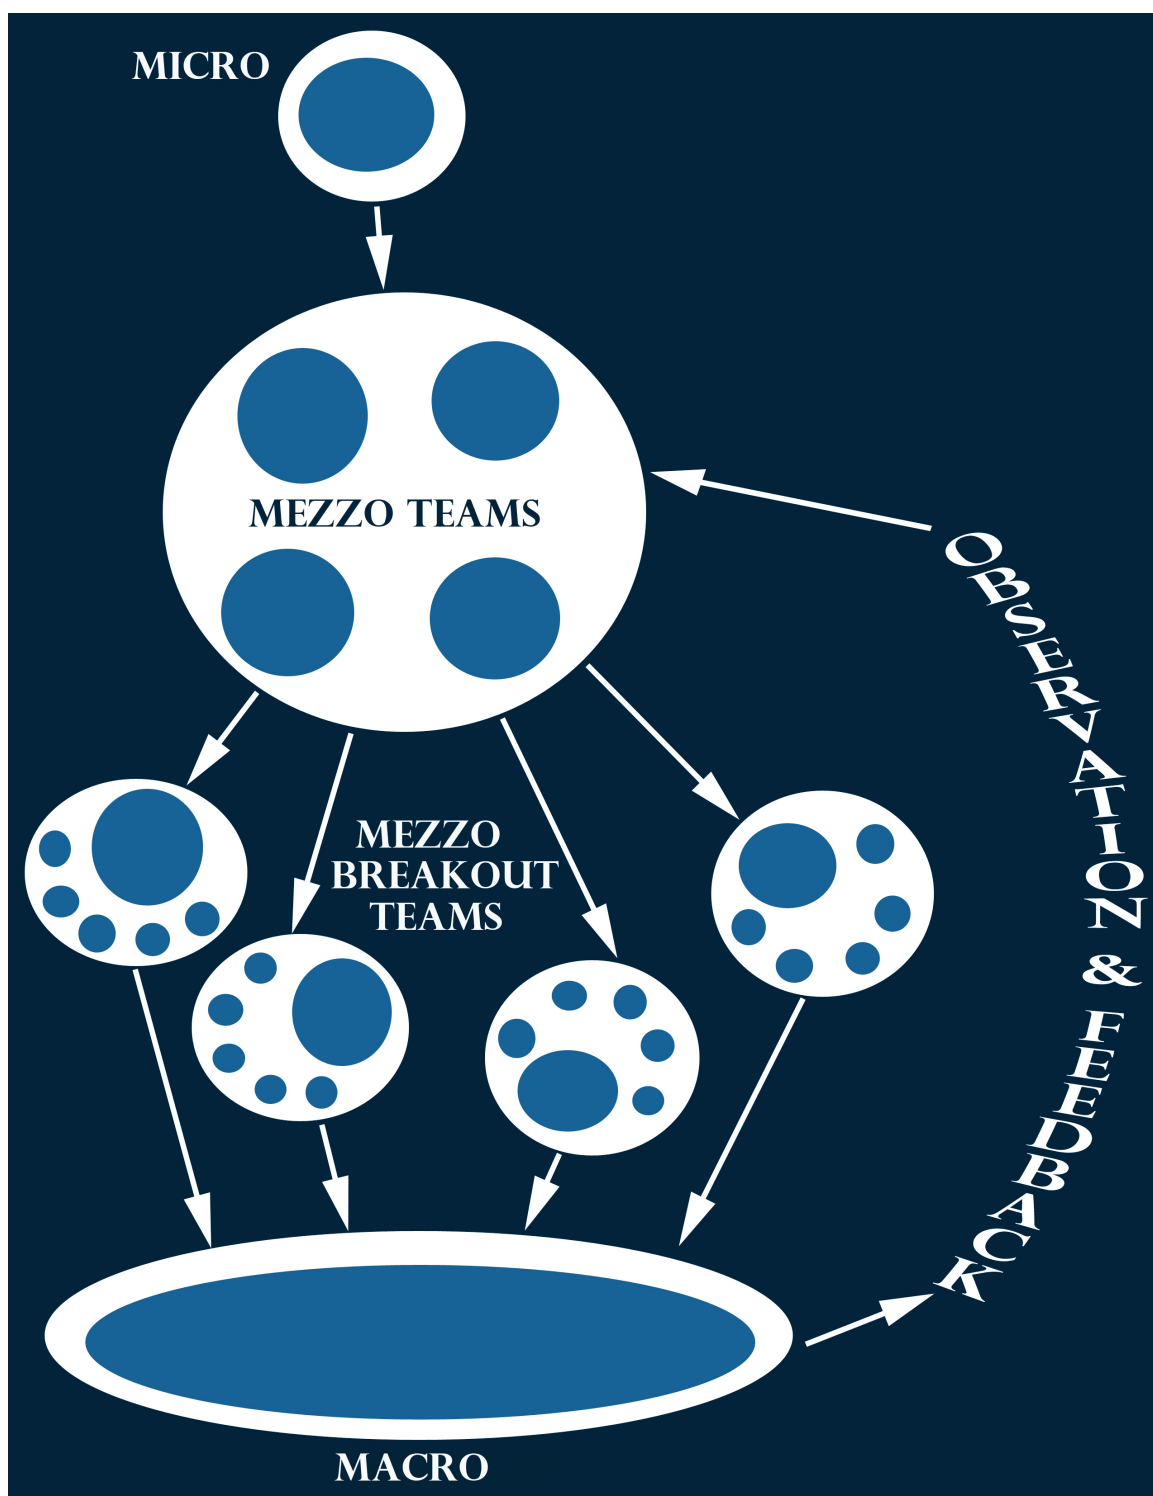 MICRO
MEZZO TEAMS
MEZZO
BREAKOUT
TEAMS
OBSERVATION & FEEDBACK
MACRO